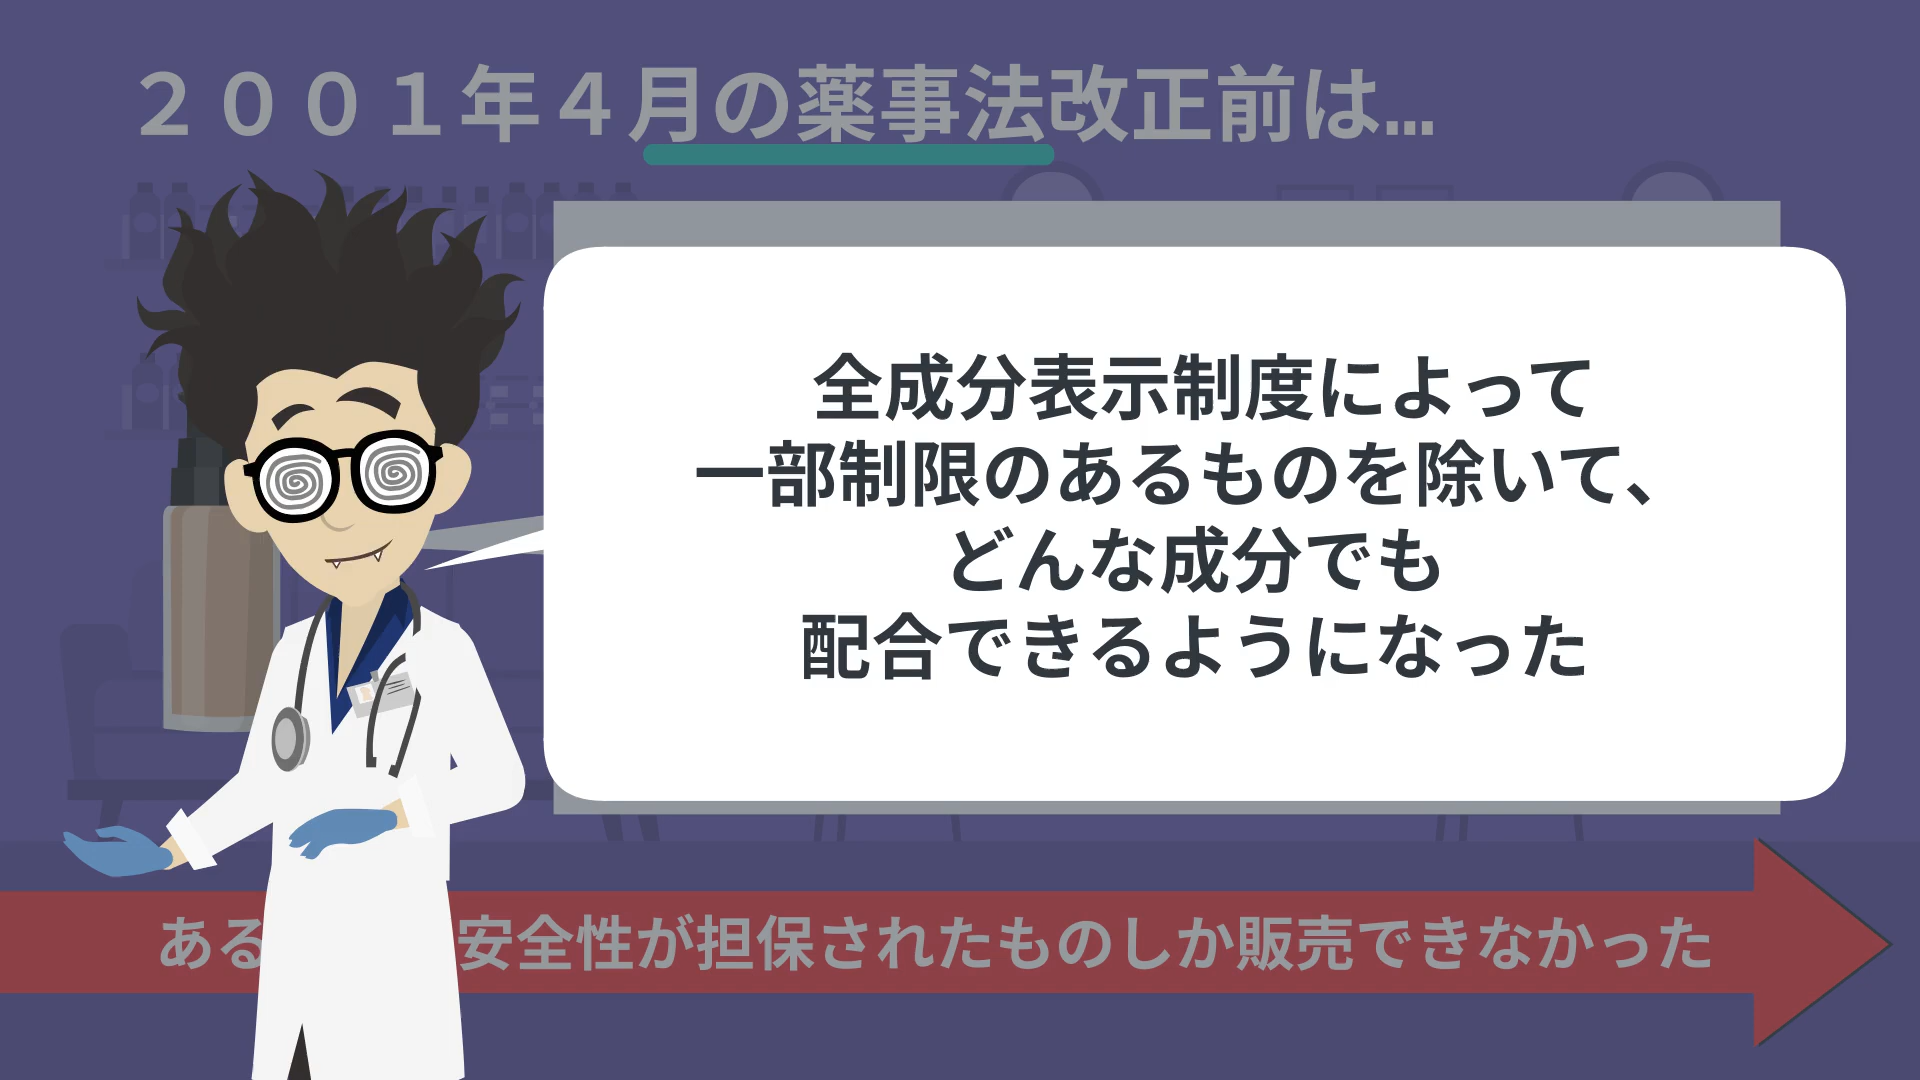 ２００１年４月の薬事法改正前は...
全成分表示制度によって
一部制限のあるものを除いて、
どんな成分でも
配合できるようになった
ある 安全性が担保されたものしか販売できなかった